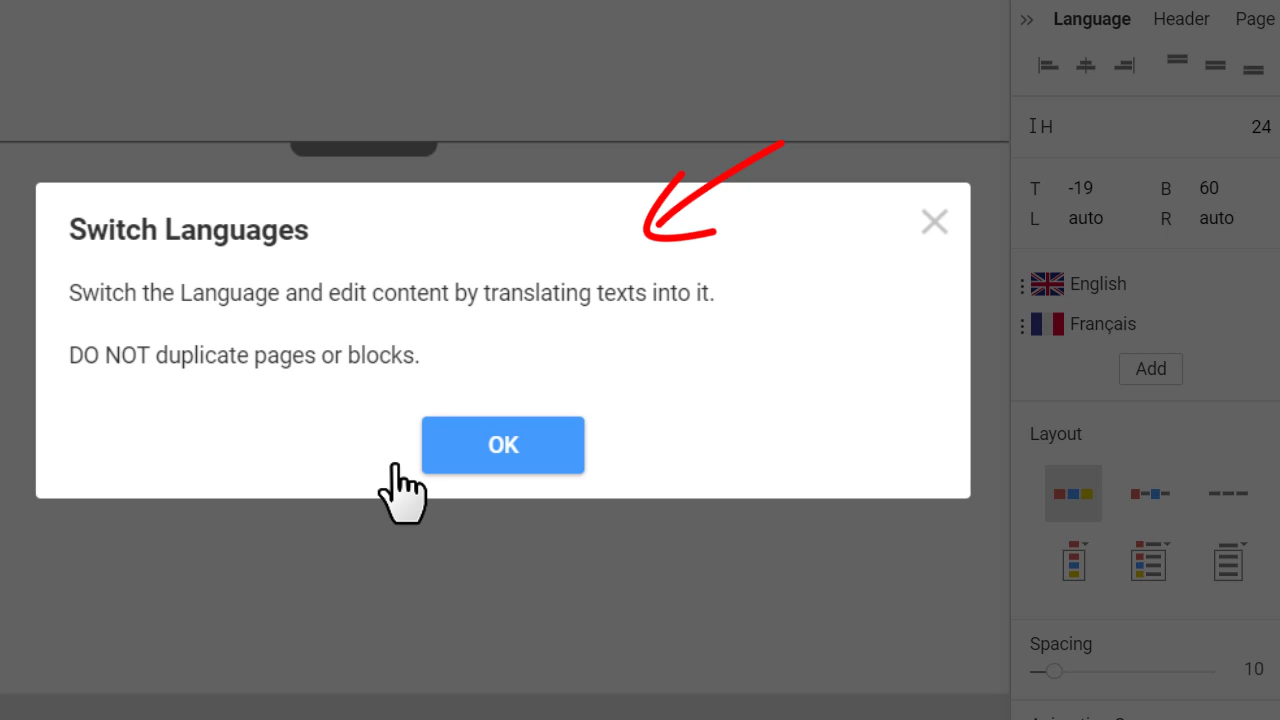 Language Header Page
H 24
T -19 B 60
L auto R auto
Switch Languages
Switch the Language and edit content by translating texts into it.
DO NOT duplicate pages or blocks.
OK
English
Français
Add
Layout
Spacing
10